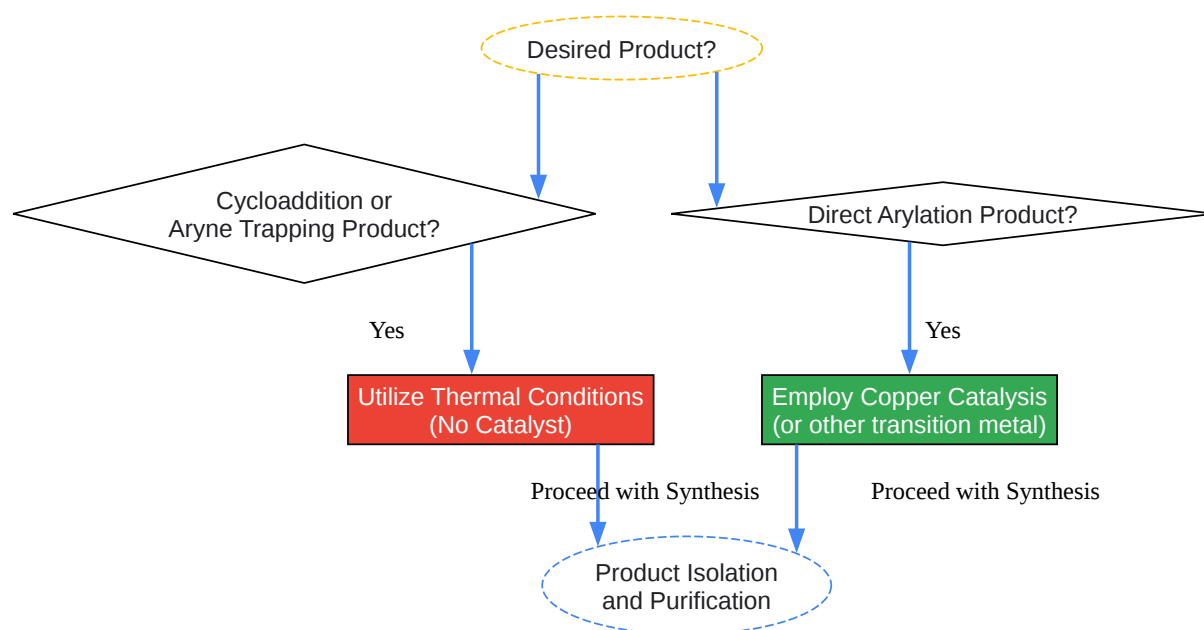 Desired Product?
Cycloaddition or
Aryne Trapping Product?
Direct Arylation Product?
Yes
Yes
Utilize Thermal Conditions
(No Catalyst)
Employ Copper Catalysis
(or other transition metal)
Proceed with Synthesis
Proceed with Synthesis
Product Isolation
and Purification